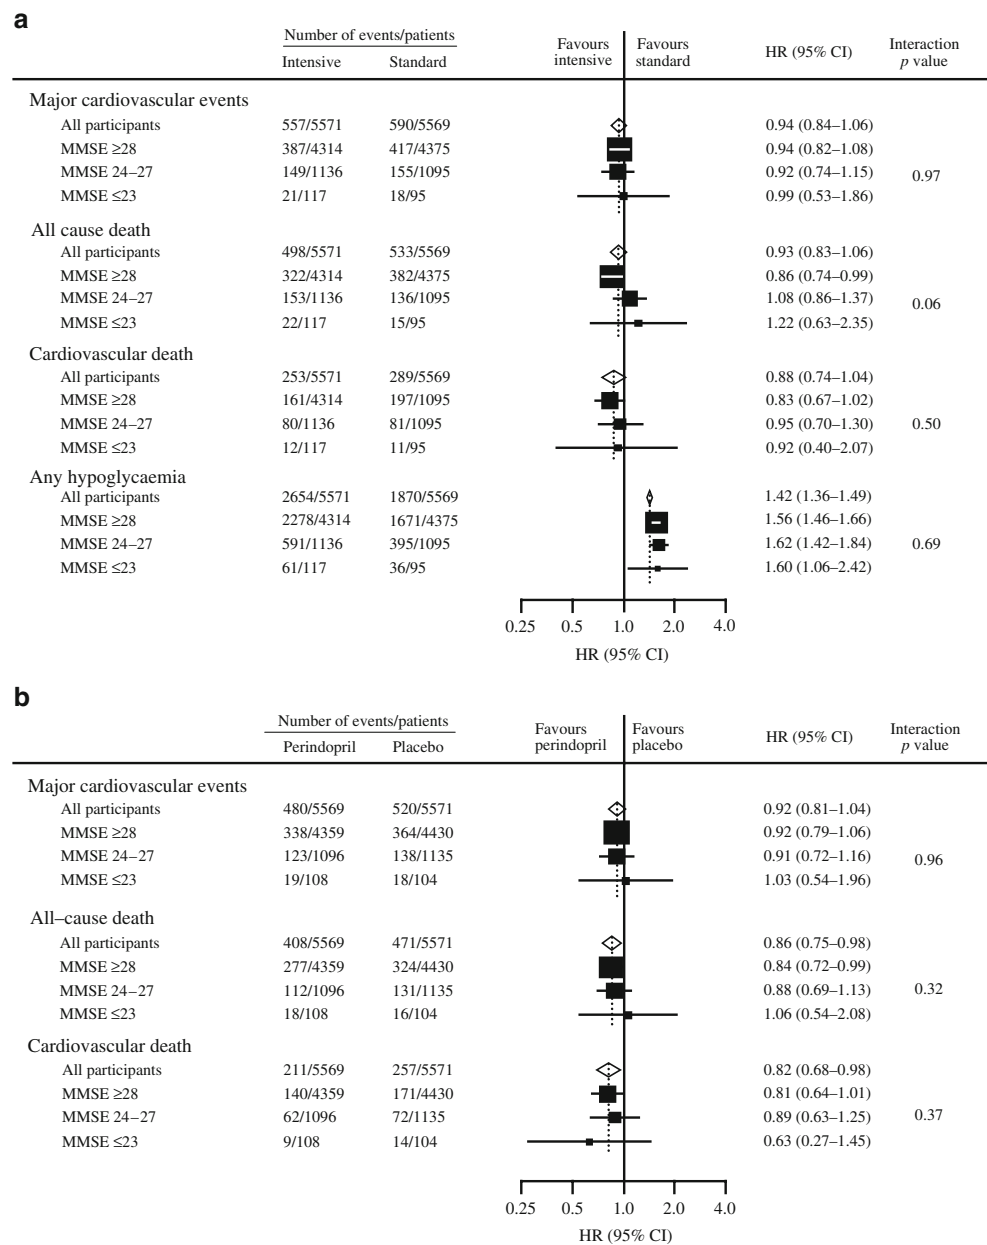 a
Number of events/patients
Intensive Standard
Favours intensive
Favours standard
HR (95% CI)
Interaction p value
Major cardiovascular events
All participants 557/5571 590/5569 0.94 (0.84–1.06)
MMSE ≥28 387/4314 417/4375 0.94 (0.82–1.08)
MMSE 24–27 149/1136 155/1095 0.92 (0.74–1.15) 0.97
MMSE ≤23 21/117 18/95 0.99 (0.53–1.86)
All cause death
All participants 498/5571 533/5569 0.93 (0.83–1.06)
MMSE ≥28 322/4314 382/4375 0.86 (0.74–0.99)
MMSE 24–27 153/1136 136/1095 1.08 (0.86–1.37) 0.06
MMSE ≤23 22/117 15/95 1.22 (0.63–2.35)
Cardiovascular death
All participants 253/5571 289/5569 0.88 (0.74–1.04)
MMSE ≥28 161/4314 197/4375 0.83 (0.67–1.02)
MMSE 24–27 80/1136 81/1095 0.95 (0.70–1.30) 0.50
MMSE ≤23 12/117 11/95 0.92 (0.40–2.07)
Any hypoglycaemia
All participants 2654/5571 1870/5569 1.42 (1.36–1.49)
MMSE ≥28 2278/4314 1671/4375 1.56 (1.46–1.66)
MMSE 24–27 591/1136 395/1095 1.62 (1.42–1.84) 0.69
MMSE ≤23 61/117 36/95 1.60 (1.06–2.42)
0.25 0.5 1.0 2.0 4.0
HR (95% CI)
b
Number of events/patients
Perindopril Placebo
Favours perindopril
Favours placebo
HR (95% CI)
Interaction p value
Major cardiovascular events
All participants 480/5569 520/5571 0.92 (0.81–1.04)
MMSE ≥28 338/4359 364/4430 0.92 (0.79–1.06)
MMSE 24–27 123/1096 138/1135 0.91 (0.72–1.16) 0.96
MMSE ≤23 19/108 18/104 1.03 (0.54–1.96)
All–cause death
All participants 408/5569 471/5571 0.86 (0.75–0.98)
MMSE ≥28 277/4359 324/4430 0.84 (0.72–0.99)
MMSE 24–27 112/1096 131/1135 0.88 (0.69–1.13) 0.32
MMSE ≤23 18/108 16/104 1.06 (0.54–2.08)
Cardiovascular death
All participants 211/5569 257/5571 0.82 (0.68–0.98)
MMSE ≥28 140/4359 171/4430 0.81 (0.64–1.01)
MMSE 24–27 62/1096 72/1135 0.89 (0.63–1.25) 0.37
MMSE ≤23 9/108 14/104 0.63 (0.27–1.45)
0.25 0.5 1.0 2.0 4.0
HR (95% CI)